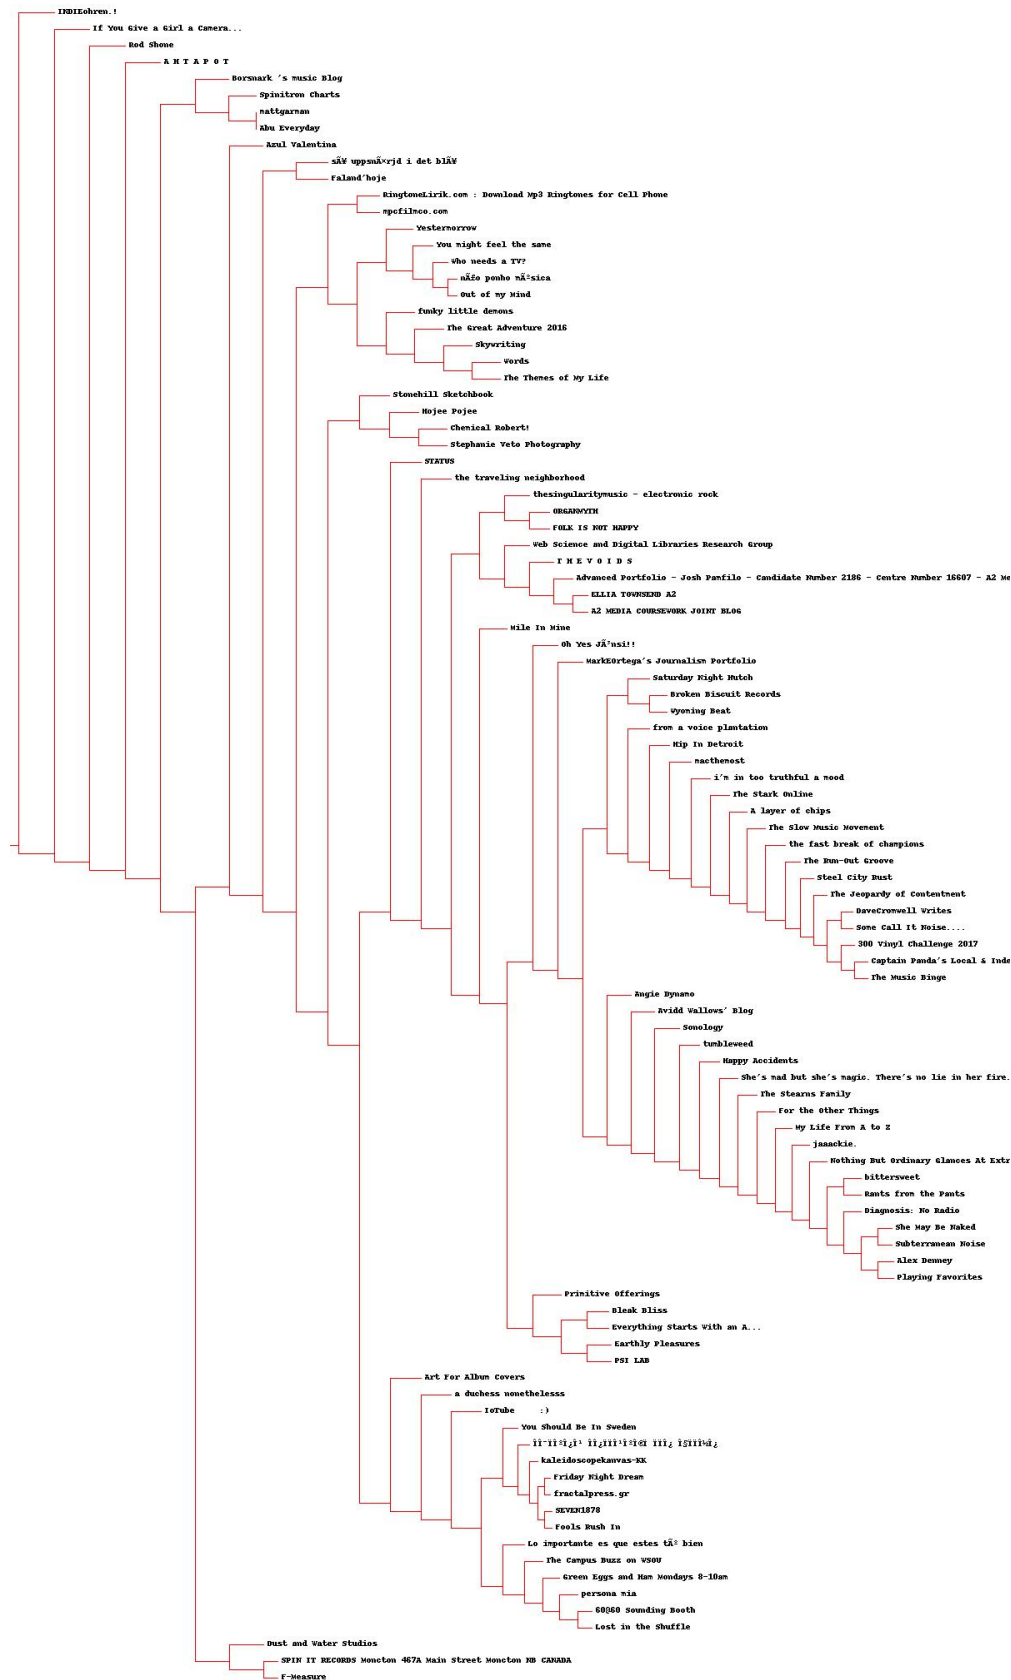 INDIEohren.!
If You Give a Girl a Camera...
Rod Shone
A H T A P O T
Borsnark 's music Blog
Spinitron Charts
mattgarman
Abu Everyday
Azul Valentina
sÃ¥ uppsnÃ¤rjd i det blÃ¥
Faland'hoje
RingtoneLirik.com : Download Mp3 Ringtones for Cell Phone
mpcfilmco.com
Yestermorrow
You might feel the same
Who needs a TV?
nÃ£o ponho mÃºsica
Out of my Mind
funky little demons
The Great Adventure 2016
Skywriting
Words
The Themes of My Life
Stonehill Sketchbook
Hojee Pojee
Chemical Robert!
Stephanie Veto Photography
STATUS
the traveling neighborhood
thesingularitymusic - electronic rock
ORGANMYTH
FOLK IS NOT HAPPY
Web Science and Digital Libraries Research Group
T H E V O I D S
Advanced Portfolio - Josh Pamfilo - Candidate Number 2186 - Centre Number 16607 - A2 Me
ELLIA TOWNSEND A2
A2 MEDIA COURSEWORK JOINT BLOG
Mile In Mine
Oh Yes JÃ³nsi!!
MarkEOrtega's Journalism Portfolio
Saturday Night Hutch
Broken Biscuit Records
Wyoming Beat
from a voice plantation
Hip In Detroit
macthemost
i'm in too truthful a mood
The Stark Online
A layer of chips
The Slow Music Movement
the fast break of champions
The Run-Out Groove
Steel City Rust
The Jeopardy of Contentment
DaveCromwell Writes
Some Call It Noise....
300 Vinyl Challenge 2017
Captain Panda's Local & Inde
The Music Binge
Angie Dynamo
Avidd Wallows' Blog
Sonology
tumbleweed
Happy Accidents
She's mad but she's magic. There's no lie in her fire.
The Stearns Family
For the Other Things
My Life From A to Z
jaaackie.
Nothing But Ordinary Glances At Extr
bittersweet
Rants from the Pants
Diagnosis: No Radio
She May Be Naked
Subterranean Noise
Alex Denney
Playing Favorites
Primitive Offerings
Bleak Bliss
Everything Starts With an A...
Earthly Pleasures
PSI LAB
Art For Album Covers
a duchess nonethelesss
IoTube :)
You Should Be In Sweden
kaleidoscopekanvas-KK
Friday Night Dream
fractalpress.gr
SEVEN1878
Fools Rush In
Lo importante es que estes tÃº bien
The Campus Buzz on WSOU
Green Eggs and Ham Mondays 8-10am
persona mia
60@60 Sounding Booth
Lost in the Shuffle
Dust and Water Studios
SPIN IT RECORDS Moncton 467A Main Street Moncton NB CANADA
F-Measure